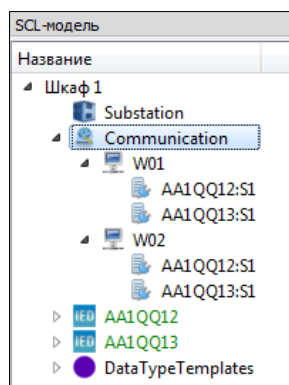 SCL-модель
Название
Шкаф 1
Substation
Communication
W01
AA1QQ12:S1
AA1QQ13:S1
W02
AA1QQ12:S1
AA1QQ13:S1
IED AA1QQ12
IED AA1QQ13
DataTypeTemplates